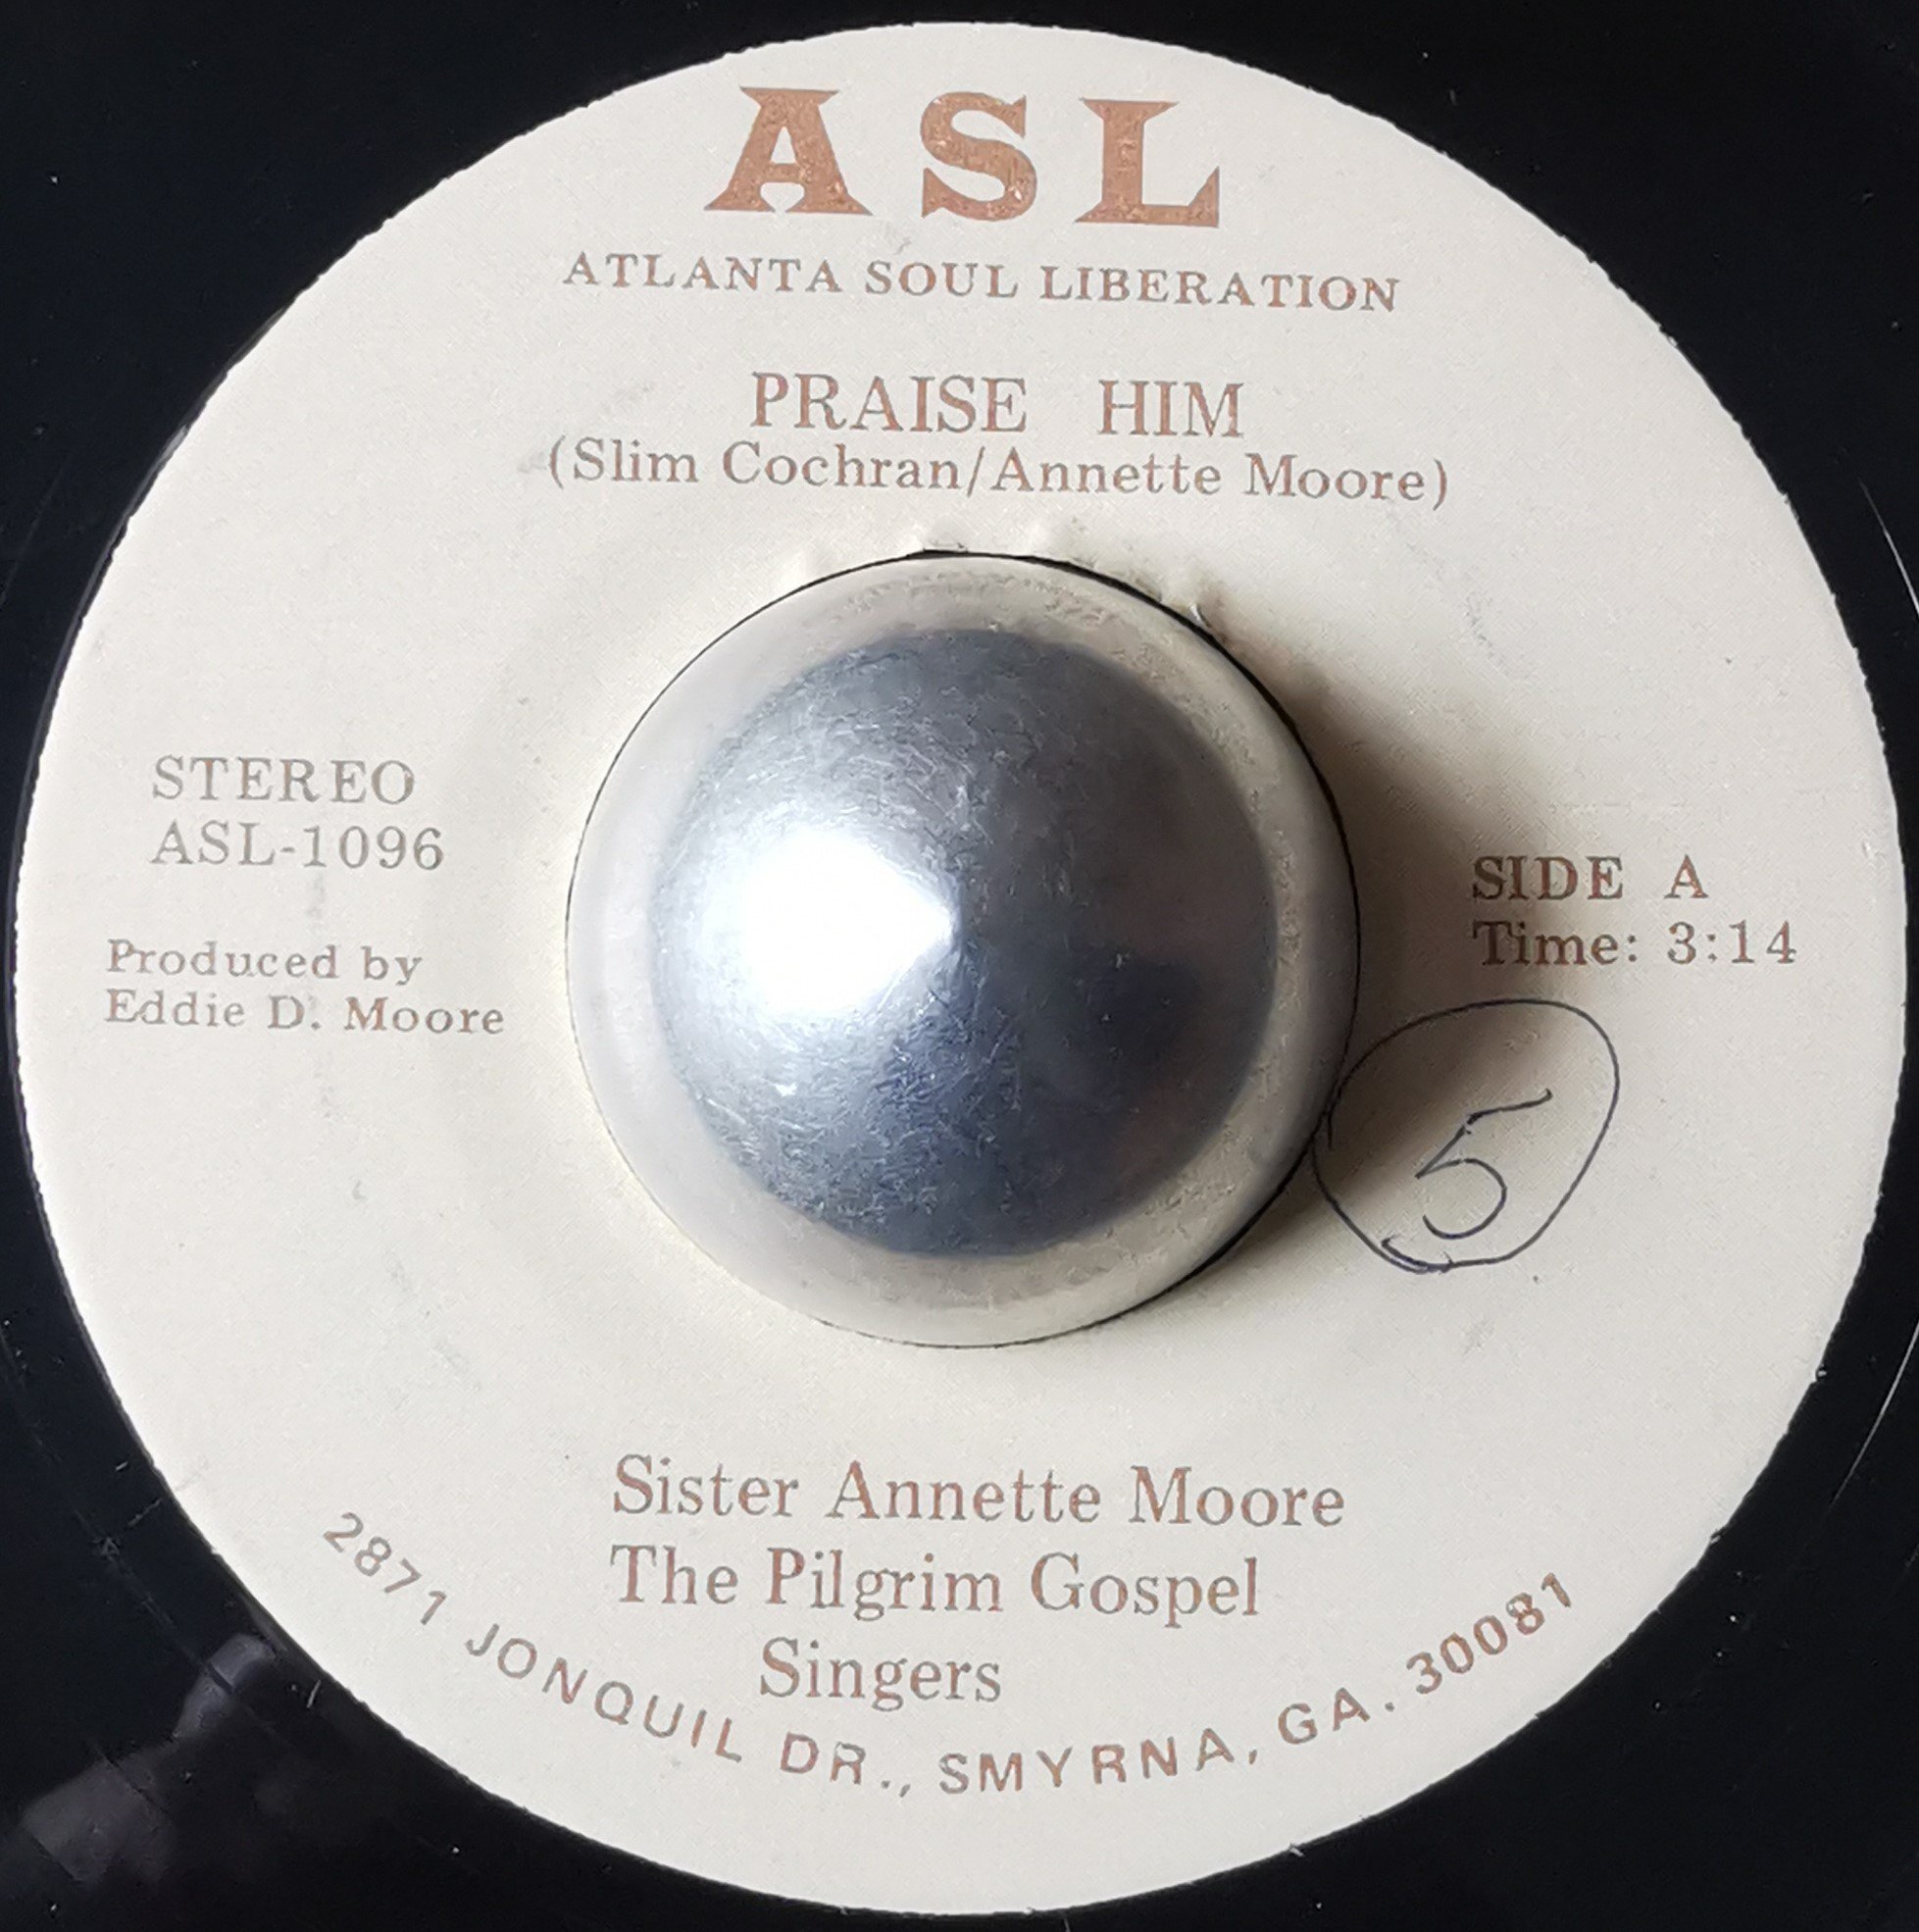 ASL
ATLANTA SOUL LIBERATION
PRAISE HIM
(Slim Cochran/Annette Moore)
STEREO
ASL-1096
Produced by
Eddie D. Moore
SIDE A
Time: 3:14
5
Sister Annette Moore
The Pilgrim Gospel
Singers
2871 JONQUIL DR., SMYRNA, GA. 30081